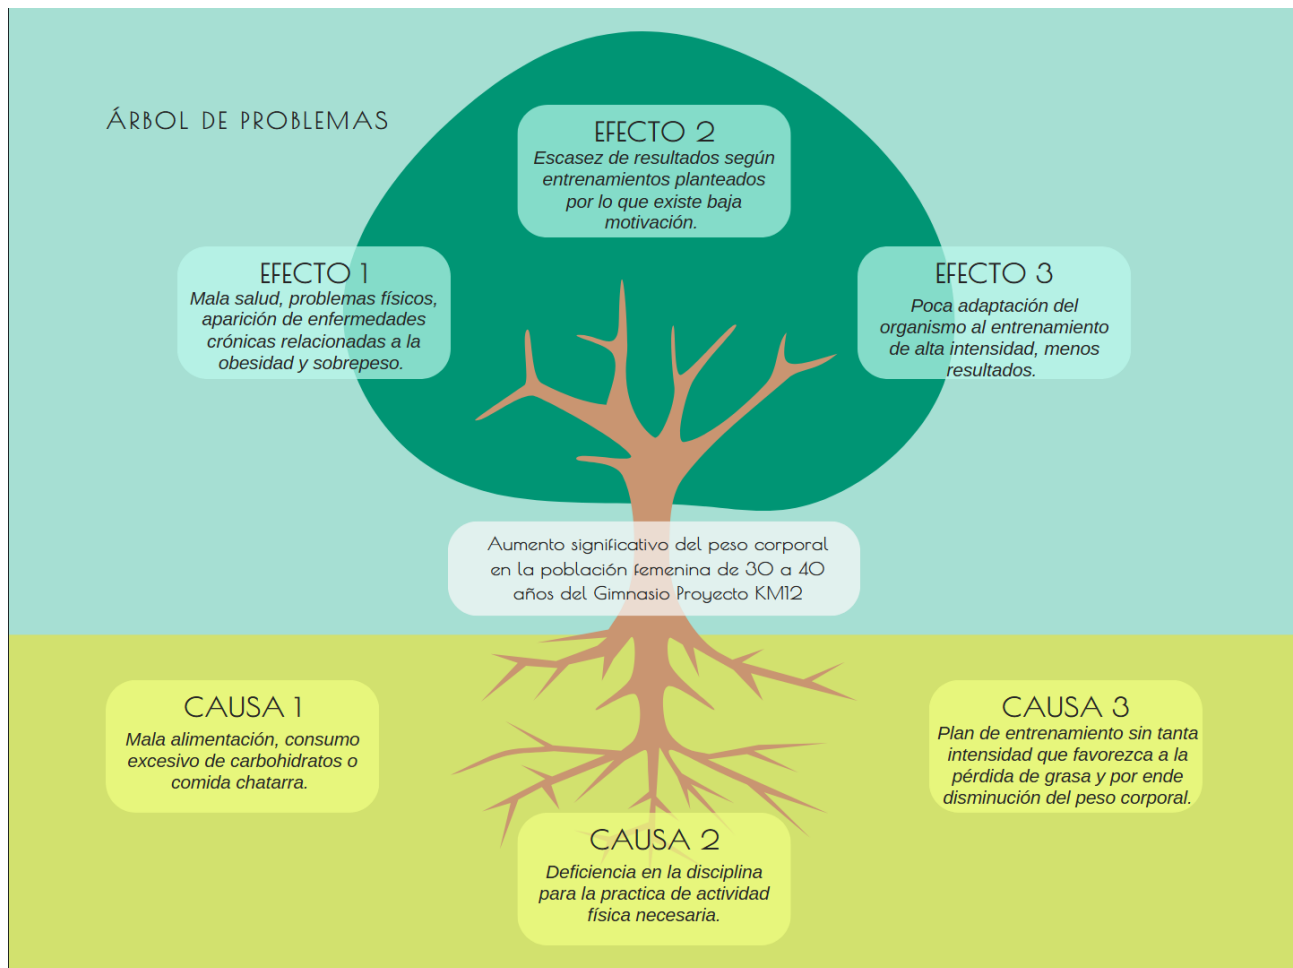 ÁRBOL DE PROBLEMAS
EFECTO 2
Escasez de resultados según
entrenamientos planteados
por lo que existe baja
motivación.
EFECTO 1
Mala salud, problemas físicos,
aparición de enfermedades
crónicas relacionadas a la
obesidad y sobrepeso.
EFECTO 3
Poca adaptación del
organismo al entrenamiento
de alta intensidad, menos
resultados.
Aumento significativo del peso corporal
en la población femenina de 30 a 40
años del Gimnasio Proyecto KM12
CAUSA 1
Mala alimentación, consumo
excesivo de carbohidratos o
comida chatarra.
CAUSA 3
Plan de entrenamiento sin tanta
intensidad que favorezca a la
pérdida de grasa y por ende
disminución del peso corporal.
CAUSA 2
Deficiencia en la disciplina
para la practica de actividad
física necesaria.